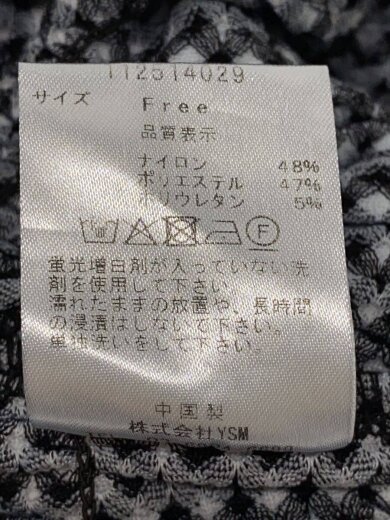 112514029
サイズ Free
品質表示
ナイロン 48%
ポリエステル 47%
ポリウレタン 5%
F
蛍光増白剤が入っていない洗
剤を使用して下さい。
濡れたままの放置や、長時間
の浸漬はしないで下さい。
単独洗いをして下さい。
中国製
株式会社YSM